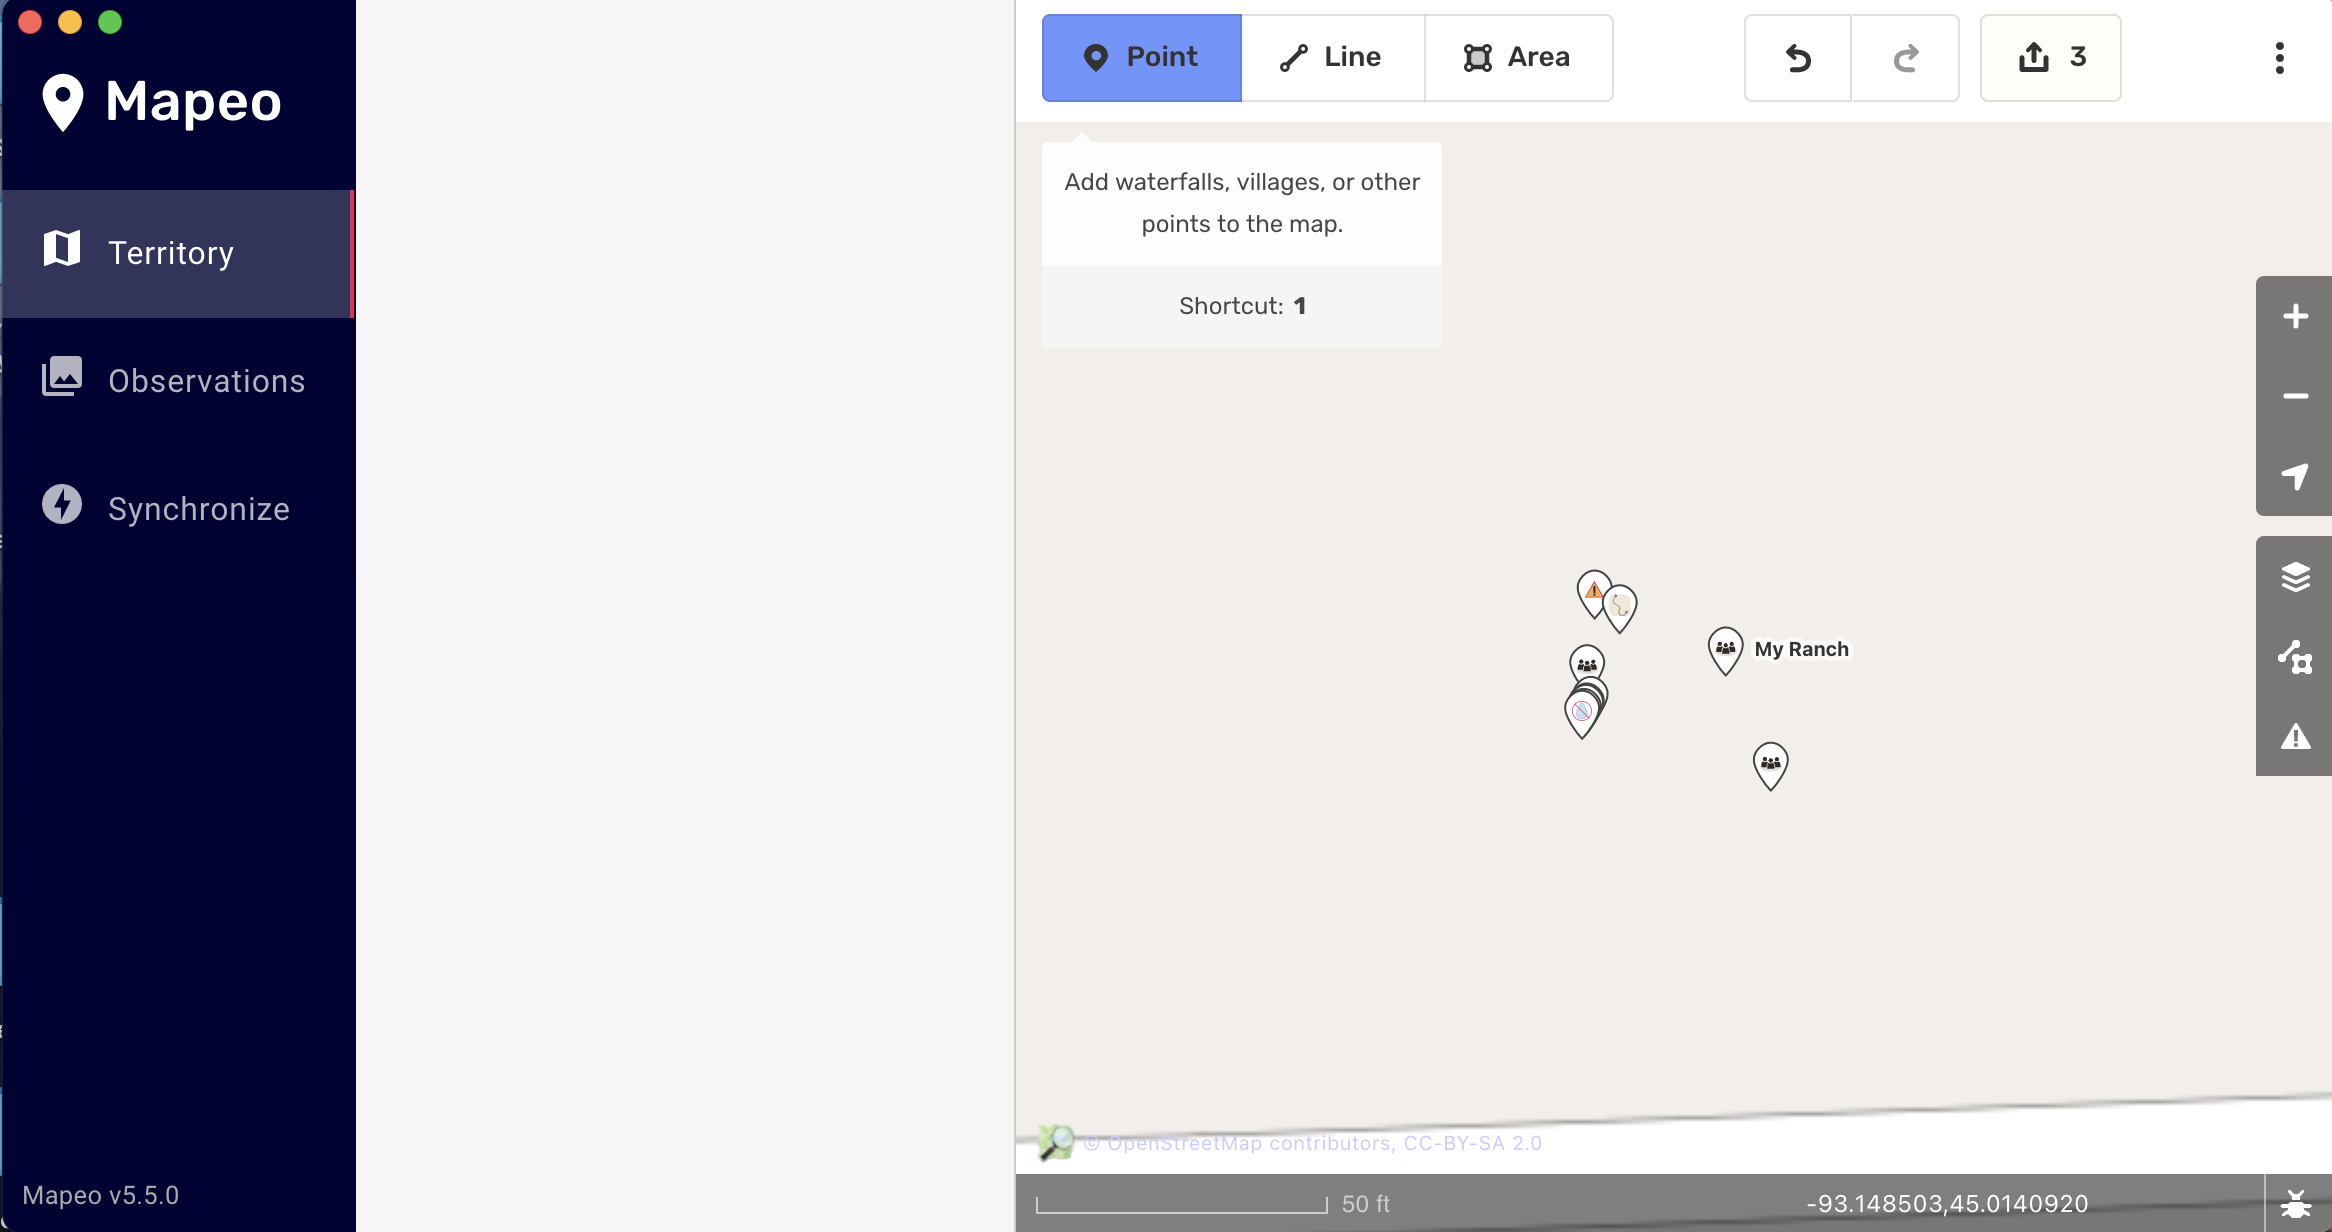 Mapeo
Territory
Observations
Synchronize
Mapeo v5.5.0
Point
Line
Area
3
Add waterfalls, villages, or other
points to the map.
Shortcut: 1
My Ranch
© OpenStreetMap contributors, CC-BY-SA 2.0
50 ft
-93.148503,45.0140920